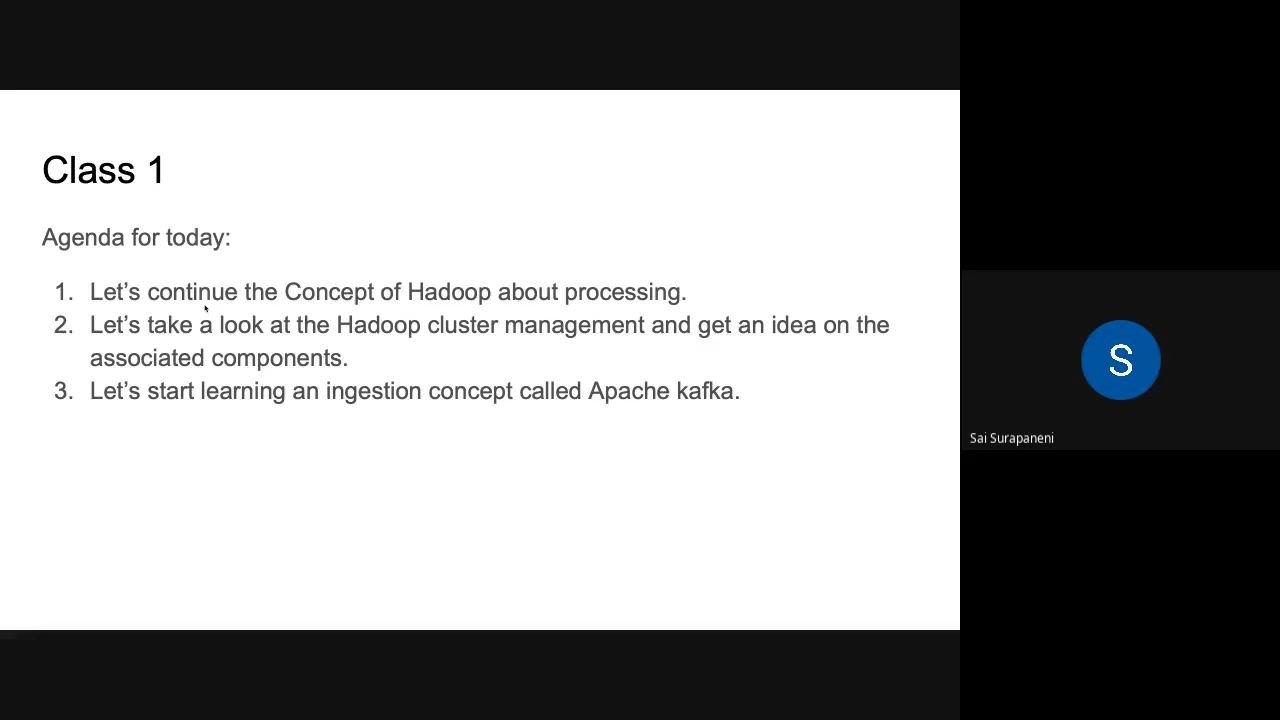 Class 1
Agenda for today:
1. Let’s continue the Concept of Hadoop about processing.
2. Let’s take a look at the Hadoop cluster management and get an idea on the
associated components.
3. Let’s start learning an ingestion concept called Apache kafka.
S
Sai Surapaneni